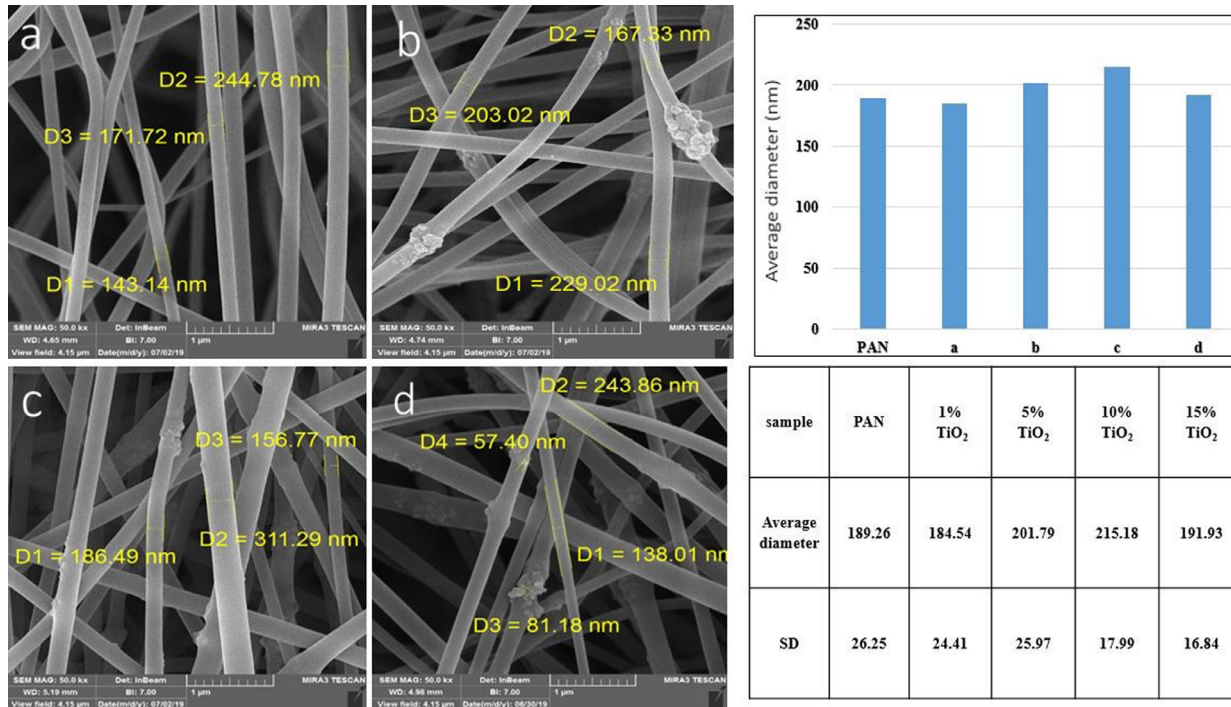 a
D2 = 244.78 nm
D3 = 171.72 nm
D1 = 143.14 nm
SEM MAG: 50.0 kx Det: InBeam
WD: 4.65 mm BI: 7.00 1 µm MIRA3 TESCAN
View field: 4.15 µm Date(m/d/y): 07/02/19
b
D2 = 167.33 nm
D3 = 203.02 nm
D1 = 229.02 nm
SEM MAG: 50.0 kx Det: InBeam
WD: 4.74 mm BI: 7.00 1 µm MIRA3 TESCAN
View field: 4.15 µm Date(m/d/y): 07/02/19
Average diameter (nm)
250
200
150
100
50
0
PAN a b c d
c
D3 = 156.77 nm
D1 = 186.49 nm
D2 = 311.29 nm
SEM MAG: 50.0 kx Det: InBeam
WD: 5.19 mm BI: 7.00 1 µm MIRA3 TESCAN
View field: 4.15 µm Date(m/d/y): 07/02/19
d
D2 = 243.86 nm
D4 = 57.40 nm
D1 = 138.01 nm
D3 = 81.18 nm
SEM MAG: 50.0 kx Det: InBeam
WD: 4.98 mm BI: 7.00 1 µm MIRA3 TESCAN
View field: 4.15 µm Date(m/d/y): 06/30/19
sample PAN 1% TiO₂ 5% TiO₂ 10% TiO₂ 15% TiO₂
Average diameter 189.26 184.54 201.79 215.18 191.93
SD 26.25 24.41 25.97 17.99 16.84